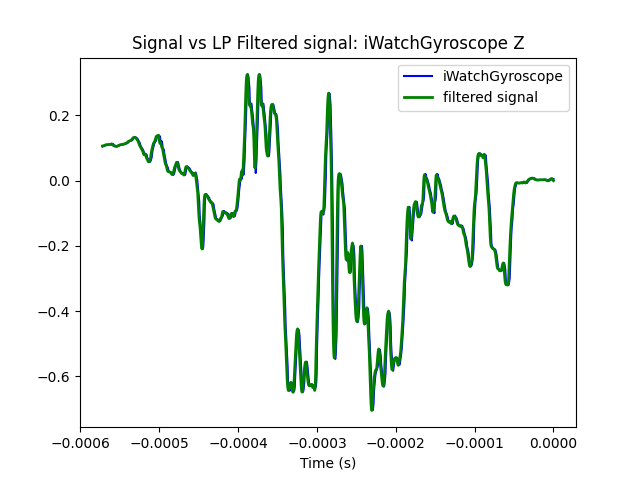 Signal vs LP Filtered signal: iWatchGyroscope Z
iWatchGyroscope
filtered signal
0.2
0.0
−0.2
−0.4
−0.6
−0.0006 −0.0005 −0.0004 −0.0003 −0.0002 −0.0001 0.0000
Time (s)